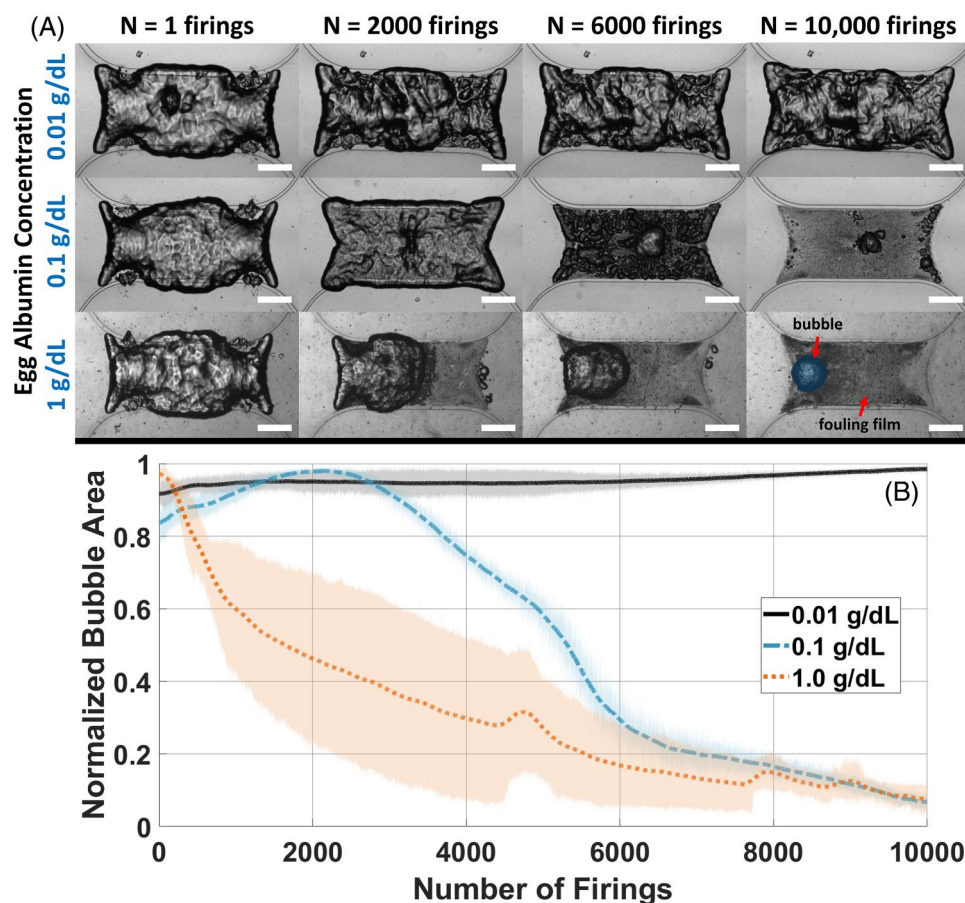 (A)
N = 1 firings N = 2000 firings N = 6000 firings N = 10,000 firings
Egg Albumin Concentration
0.01 g/dL
0.1 g/dL
1 g/dL
bubble
fouling film
(B)
Normalized Bubble Area
1
0.8
0.6
0.4
0.2
0
0.01 g/dL
0.1 g/dL
1.0 g/dL
0 2000 4000 6000 8000 10000
Number of Firings